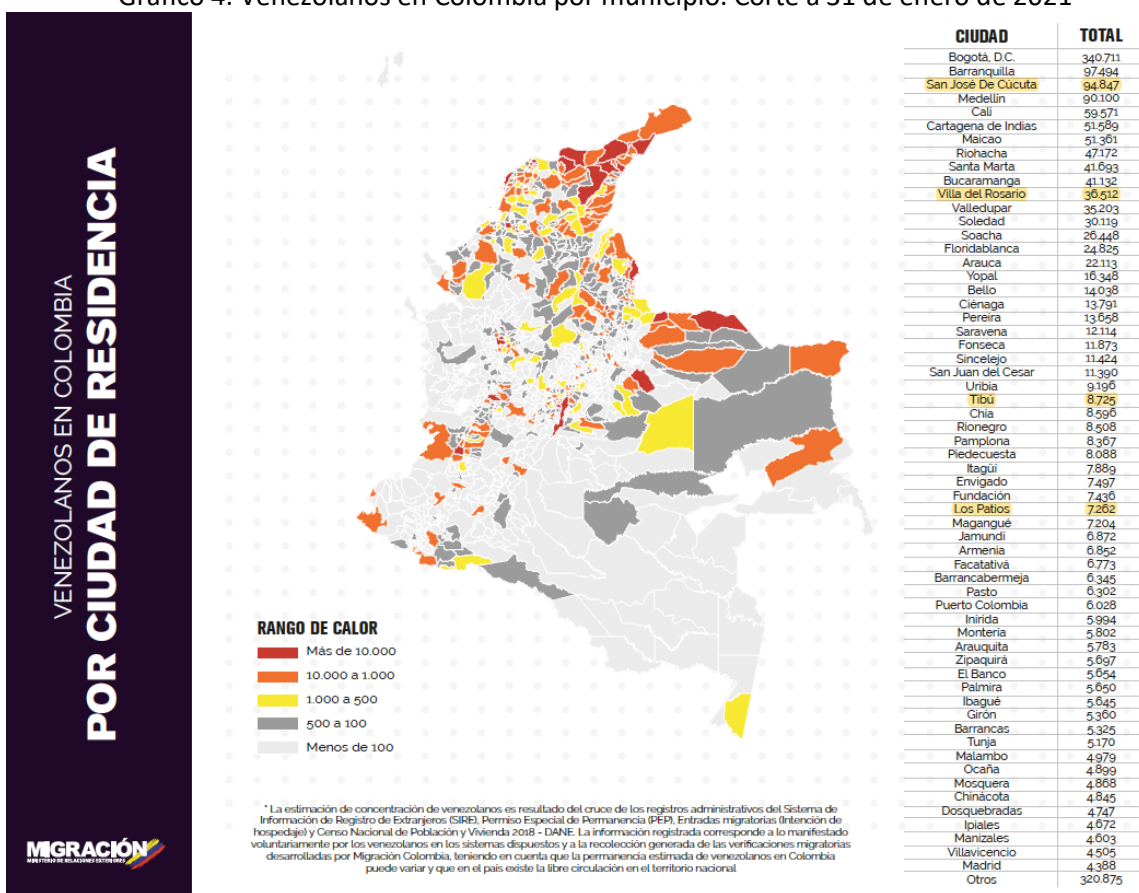 Gráfico 4. Venezolanos en Colombia por municipio. Corte a 31 de enero de 2021
VENEZOLANOS EN COLOMBIA
POR CIUDAD DE RESIDENCIA
MIGRACIÓN
MINISTERIO DE RELACIONES EXTERIORES
RANGO DE CALOR
Más de 10.000
10.000 a 1.000
1.000 a 500
500 a 100
Menos de 100
* La estimación de concentración de venezolanos es resultado del cruce de los registros administrativos del Sistema de
Información de Registro de Extranjeros (SIRE), Permiso Especial de Permanencia (PEP), Entradas migratorias (Intención de
hospedaje) y Censo Nacional de Población y Vivienda 2018 - DANE. La información registrada corresponde a lo manifestado
voluntariamente por los venezolanos en los sistemas dispuestos y a la recolección generada de las verificaciones migratorias
desarrolladas por Migración Colombia, teniendo en cuenta que la permanencia estimada de venezolanos en Colombia
puede variar y que en el país existe la libre circulación en el territorio nacional
CIUDAD TOTAL
Bogotá, D.C. 340.711
Barranquilla 97.494
San José De Cúcuta 94.847
Medellín 90.100
Cali 59.571
Cartagena de Indias 51.589
Maicao 51.361
Riohacha 47.172
Santa Marta 41.693
Bucaramanga 41.132
Villa del Rosario 36.512
Valledupar 35.203
Soledad 30.119
Soacha 26.448
Floridablanca 24.825
Arauca 22.113
Yopal 16.348
Bello 14.038
Ciénaga 13.791
Pereira 13.658
Saravena 12.114
Fonseca 11.873
Sincelejo 11.424
San Juan del Cesar 11.390
Uribia 9.196
Tibú 8.725
Chía 8.596
Rionegro 8.508
Pamplona 8.367
Piedecuesta 8.088
Itagüí 7.889
Envigado 7.497
Fundación 7.436
Los Patios 7.262
Magangué 7.204
Jamundí 6.872
Armenia 6.852
Facatativá 6.773
Barrancabermeja 6.345
Pasto 6.302
Puerto Colombia 6.028
Inírida 5.994
Montería 5.802
Arauquita 5.783
Zipaquirá 5.697
El Banco 5.654
Palmira 5.650
Ibagué 5.645
Girón 5.360
Barrancas 5.325
Tunja 5.170
Malambo 4.979
Ocaña 4.899
Mosquera 4.868
Chinácota 4.845
Dosquebradas 4.747
Ipiales 4.672
Manizales 4.603
Villavicencio 4.505
Madrid 4.388
Otros 320.875